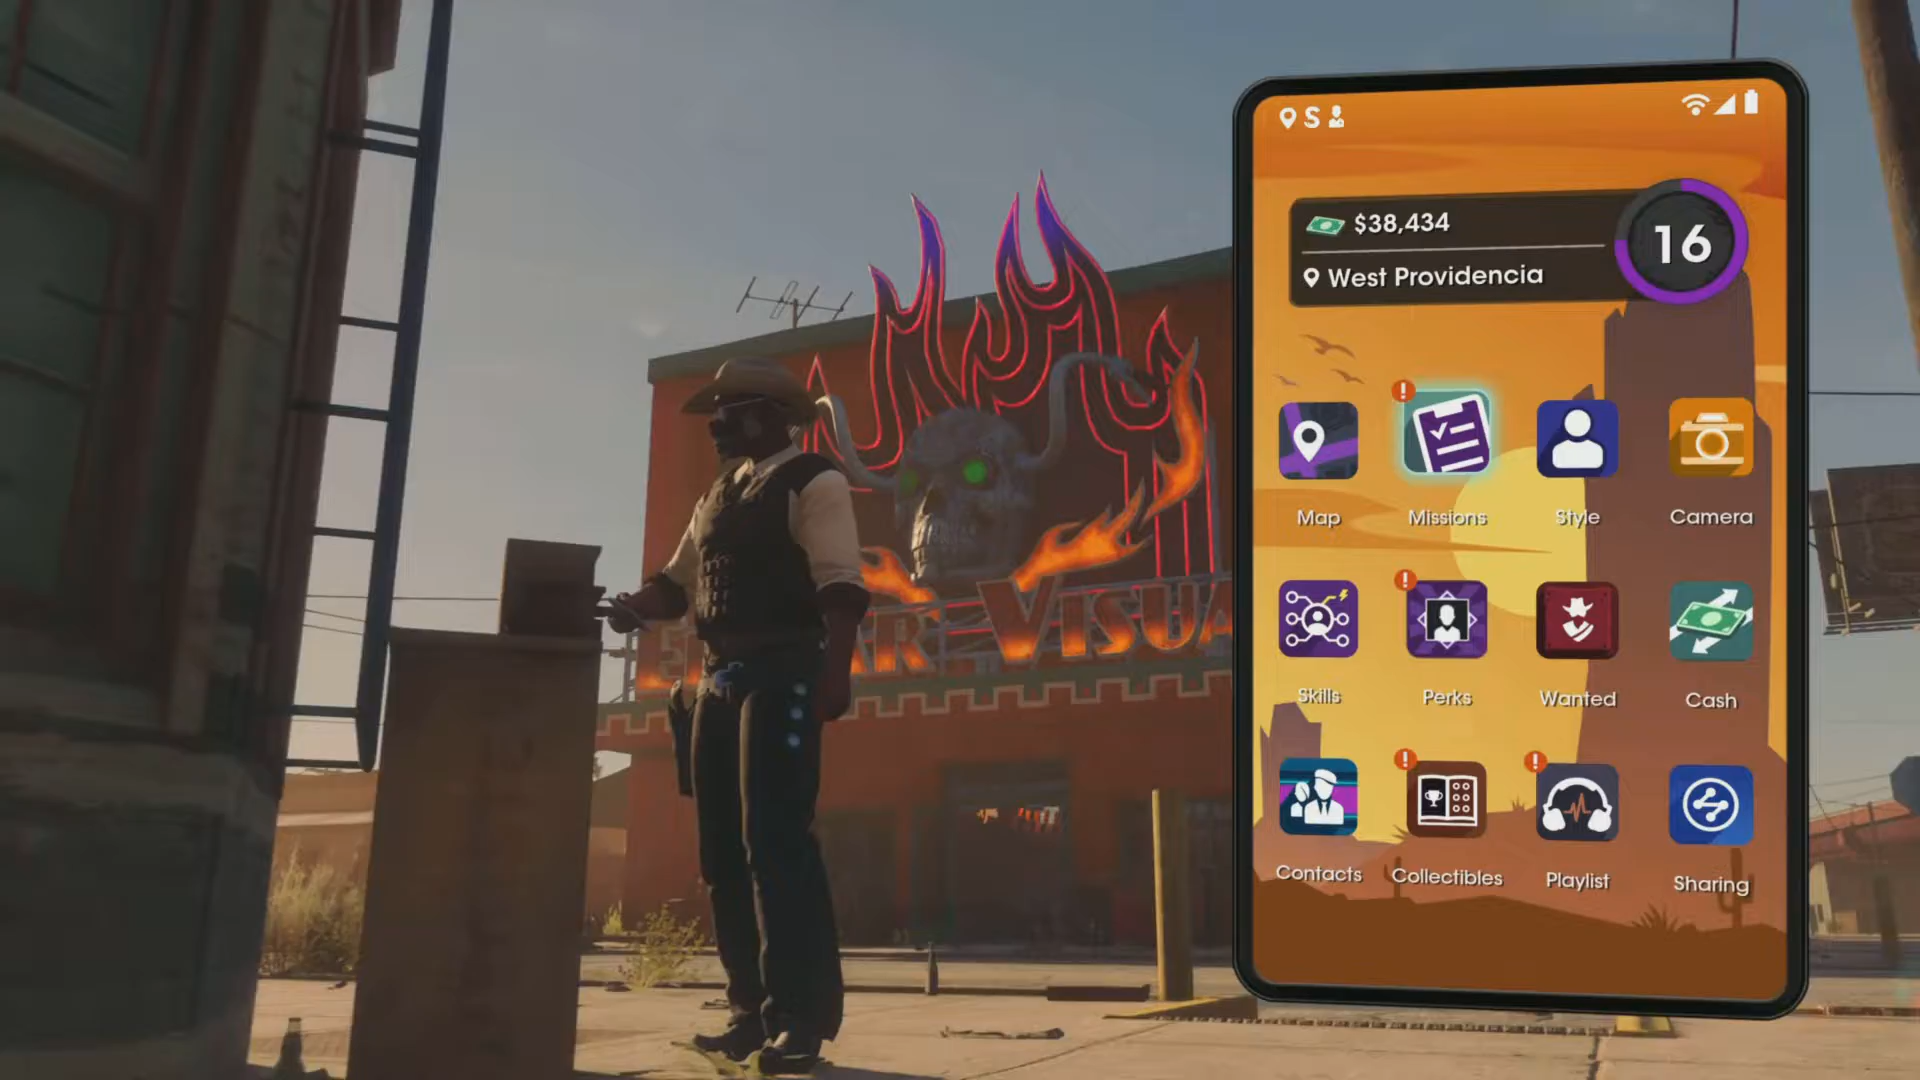 S
$38,434
16
West Providencia
! !
Map Missions Style Camera
!
Skills Perks Wanted Cash
! !
Contacts Collectibles Playlist Sharing